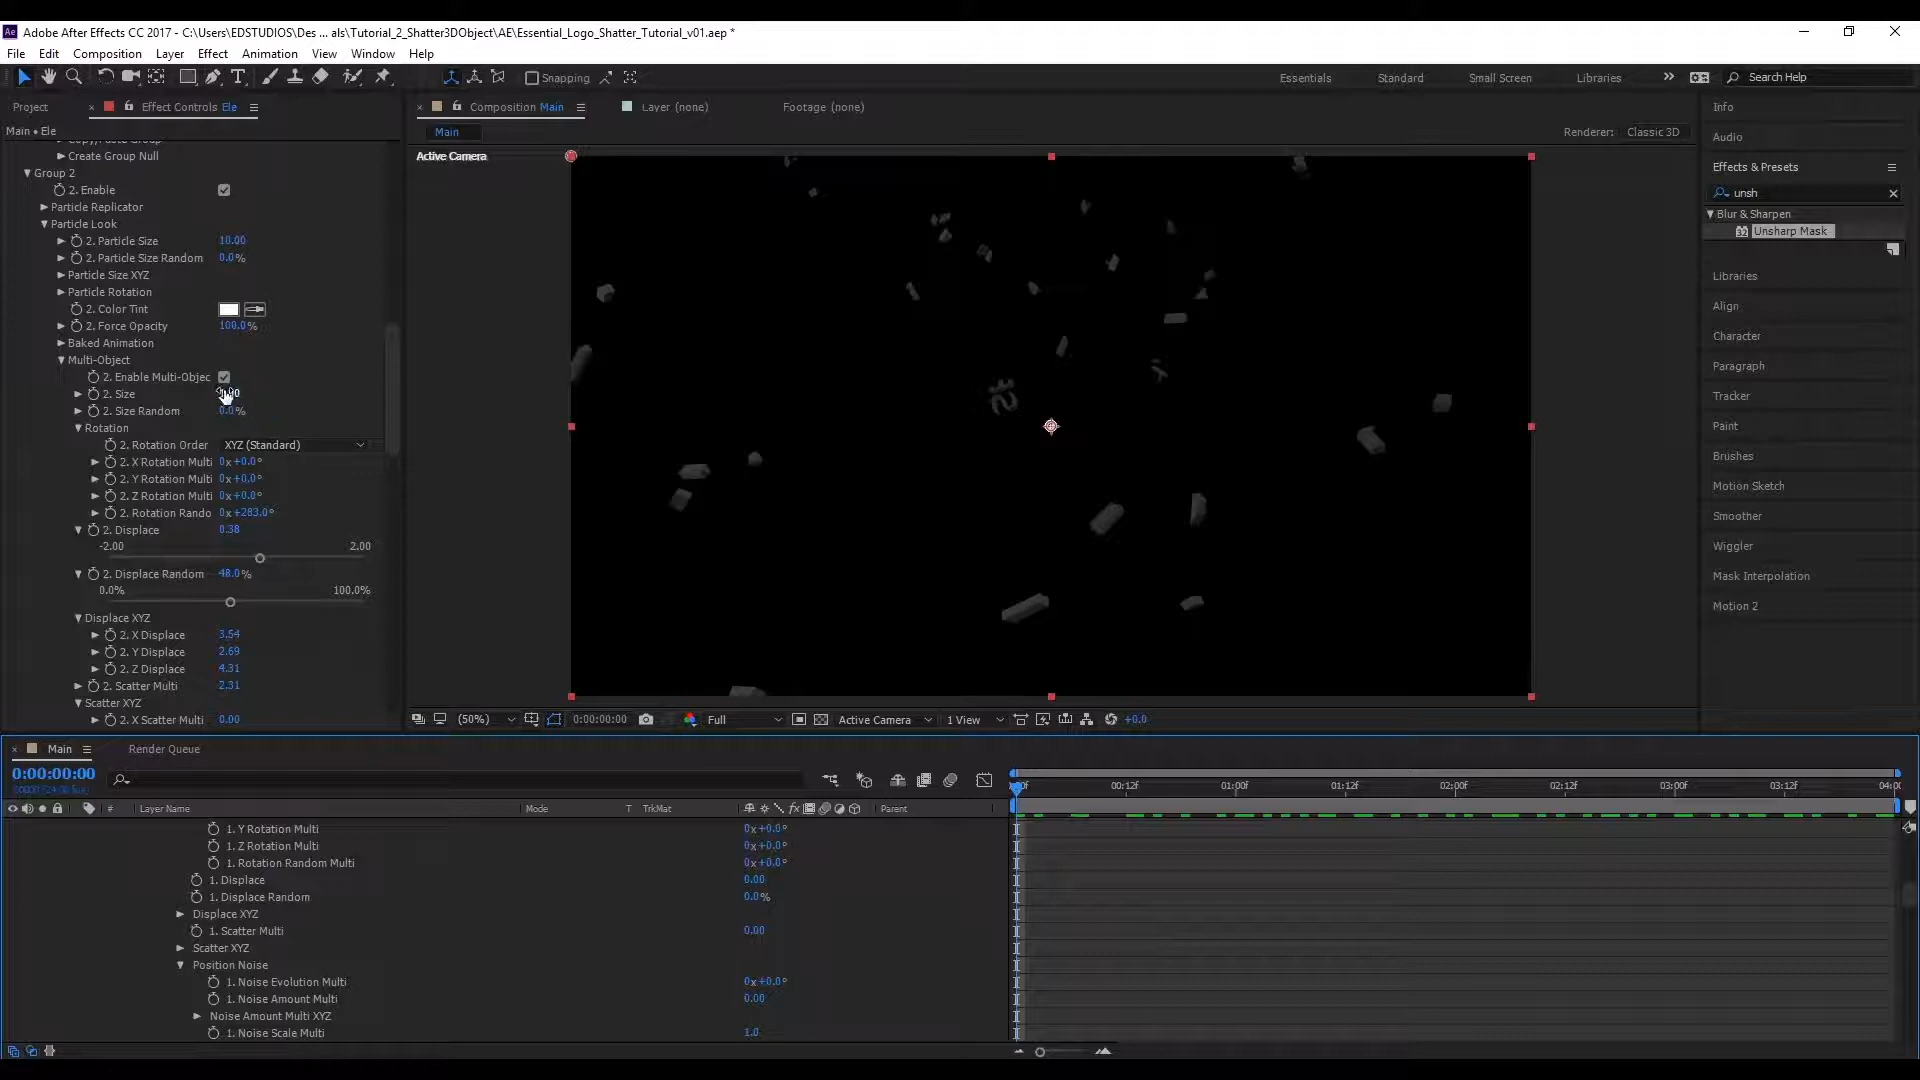 Adobe After Effects CC 2017 - C:\Users\EDSTUDIOS\Des ... als\Tutorial_2_Shatter3DObject\AE\Essential_Logo_Shatter_Tutorial_v01.aep *
File Edit Composition Layer Effect Animation View Window Help
Snapping Essentials Standard Small Screen Libraries Search Help
Project Effect Controls Ele Composition Main Layer (none) Footage (none) Info
Main • Ele Main Renderer: Classic 3D Audio
Copy/Paste Group
Create Group Null Active Camera
Group 2 Effects & Presets
2. Enable unsh
Particle Replicator Blur & Sharpen
Particle Look Unsharp Mask
2. Particle Size 10.00
2. Particle Size Random 0.0%
Particle Size XYZ Libraries
Particle Rotation
2. Color Tint Align
2. Force Opacity 100.0%
Baked Animation Character
Multi-Object Paragraph
2. Enable Multi-Objec
2. Size Tracker
2. Size Random 0.0%
Rotation Paint
2. Rotation Order XYZ (Standard)
2. X Rotation Multi 0x+0.0° Brushes
2. Y Rotation Multi 0x+0.0° Motion Sketch
2. Z Rotation Multi 0x+0.0°
2. Rotation Rando 0x+283.0° Smoother
2. Displace 0.38
-2.00 2.00 Wiggler
2. Displace Random 48.0% Mask Interpolation
0.0% 100.0%
Displace XYZ Motion 2
2. X Displace 3.54
2. Y Displace 2.69
2. Z Displace 4.31
2. Scatter Multi 2.31
Scatter XYZ
2. X Scatter Multi 0.00 (50%) 0:00:00:00 Full Active Camera 1 View +0.0
Main Render Queue
0:00:00:00
00:12f 01:00f 01:12f 02:00f 02:12f 03:00f 03:12f 04:00
# Layer Name Mode T TrkMat Parent
1. Y Rotation Multi 0x+0.0°
1. Z Rotation Multi 0x+0.0°
1. Rotation Random Multi 0x+0.0°
1. Displace 0.00
1. Displace Random 0.0%
Displace XYZ
1. Scatter Multi 0.00
Scatter XYZ
Position Noise
1. Noise Evolution Multi 0x+0.0°
1. Noise Amount Multi 0.00
Noise Amount Multi XYZ
1. Noise Scale Multi 1.0